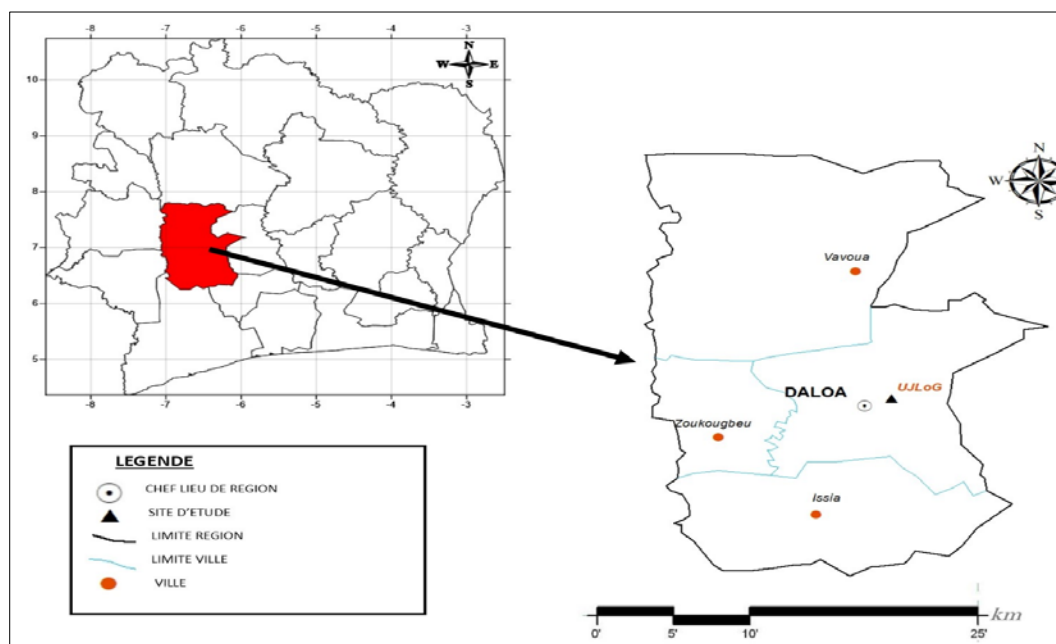 -8 -7 -6 -5 -4 -3
N
W E
S
10
9
8
7
6
5
-8 -7 -6 -5 -4 -3
N
W
S
Vavoua
DALOA
UJLoG
Zoukougbeu
Issia
LEGENDE
CHEF LIEU DE REGION
SITE D'ETUDE
LIMITE REGION
LIMITE VILLE
VILLE
km
0' 5' 10' 25'